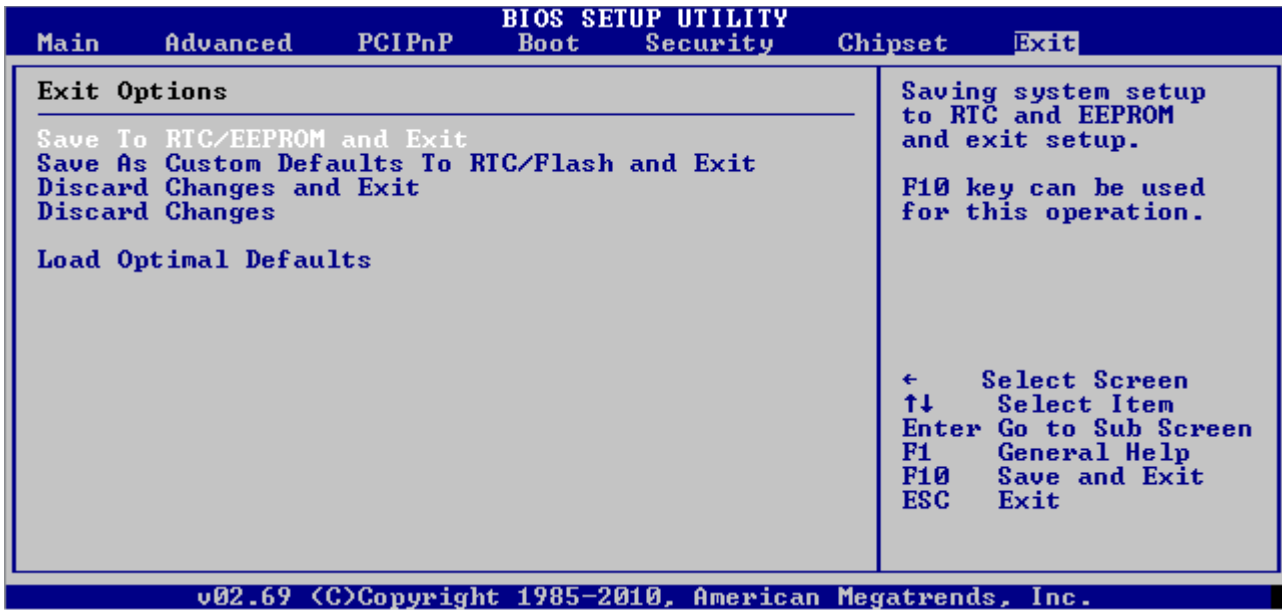 BIOS SETUP UTILITY
Main Advanced PCIPnP Boot Security Chipset Exit
Exit Options
Save To RTC/EEPROM and Exit
Save As Custom Defaults To RTC/Flash and Exit
Discard Changes and Exit
Discard Changes
Load Optimal Defaults
Saving system setup
to RTC and EEPROM
and exit setup.
F10 key can be used
for this operation.
← Select Screen
↑↓ Select Item
Enter Go to Sub Screen
F1 General Help
F10 Save and Exit
ESC Exit
v02.69 (C)Copyright 1985-2010, American Megatrends, Inc.